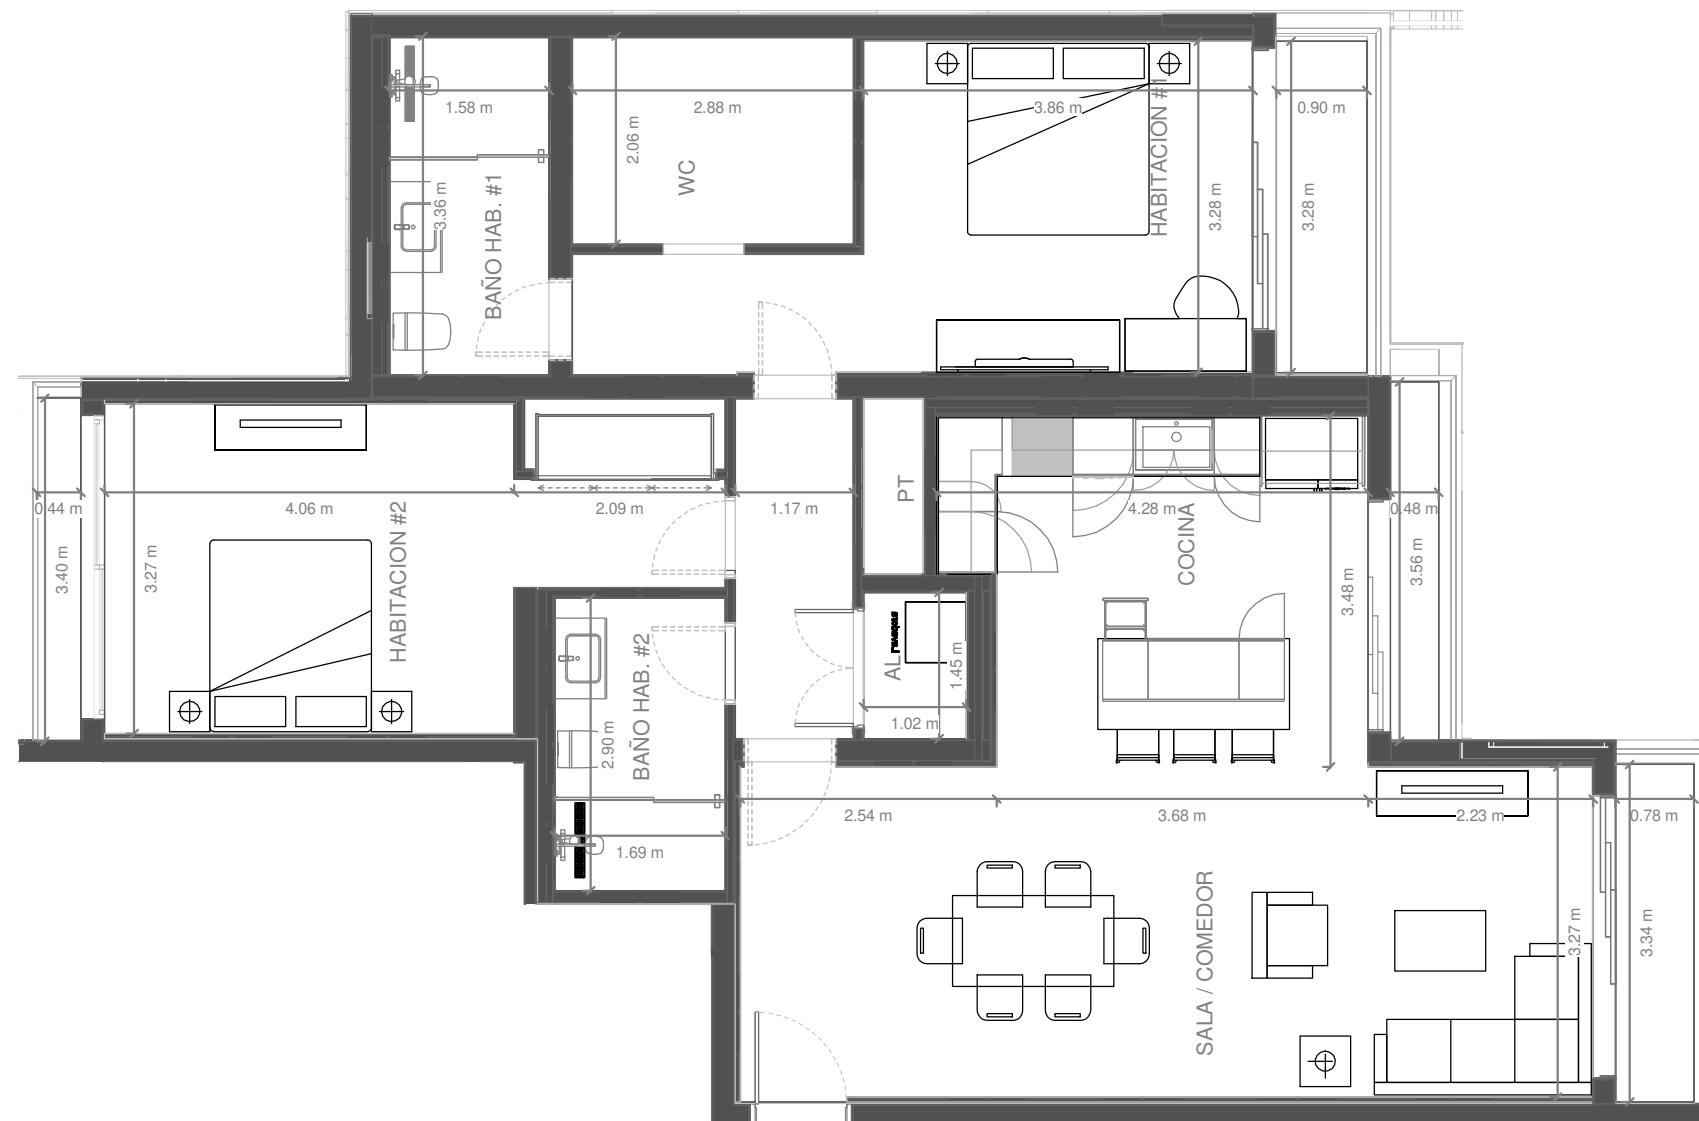 1.58 m
2.88 m
3.86 m
0.90 m
2.06 m
WC
HABITACION #1
3.36 m
BAÑO HAB. #1
3.28 m
3.28 m
0.44 m
4.06 m
2.09 m
1.17 m
PT
4.28 m
0.48 m
HABITACION #2
COCINA
3.40 m
3.27 m
3.56 m
3.48 m
Lavadora
AL
1.45 m
BAÑO HAB. #2
2.90 m
1.02 m
2.54 m
3.68 m
2.23 m
0.78 m
1.69 m
SALA / COMEDOR
3.27 m
3.34 m